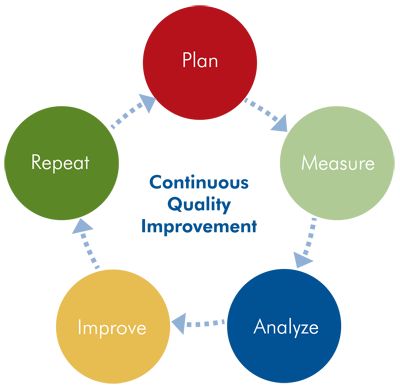 Plan
Measure
Analyze
Improve
Repeat
Continuous
Quality
Improvement